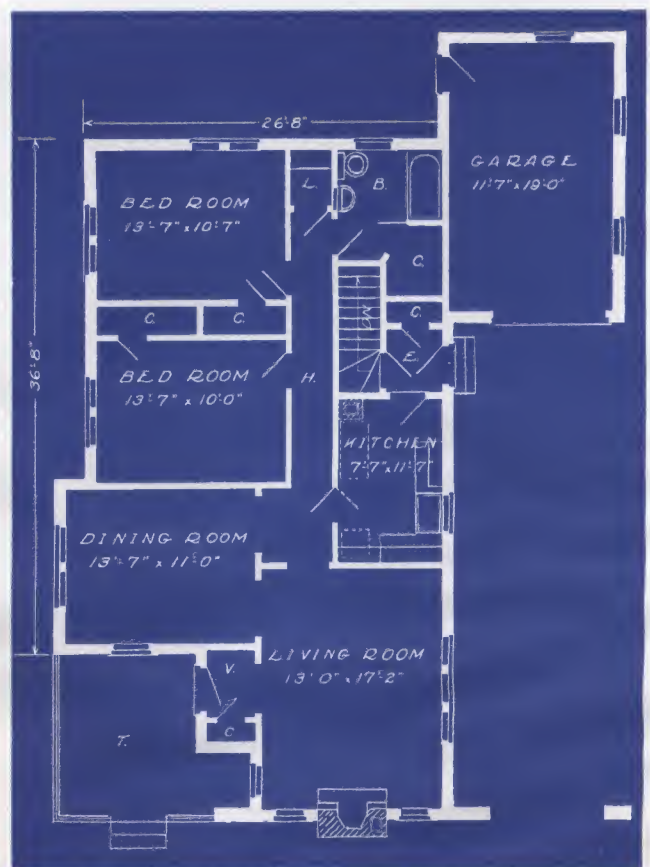 26'-8"
GARAGE
11'-7" x 19'-0"
BED ROOM
13'-7" x 10'-7"
L.
B.
C.
36'-8"
C.
C.
DN
C.
E.
BED ROOM
13'-7" x 10'-0"
H.
KITCHEN
7'-7" x 11'-7"
DINING ROOM
13'-7" x 11'-0"
LIVING ROOM
13'-0" x 17'-2"
V.
C
T.